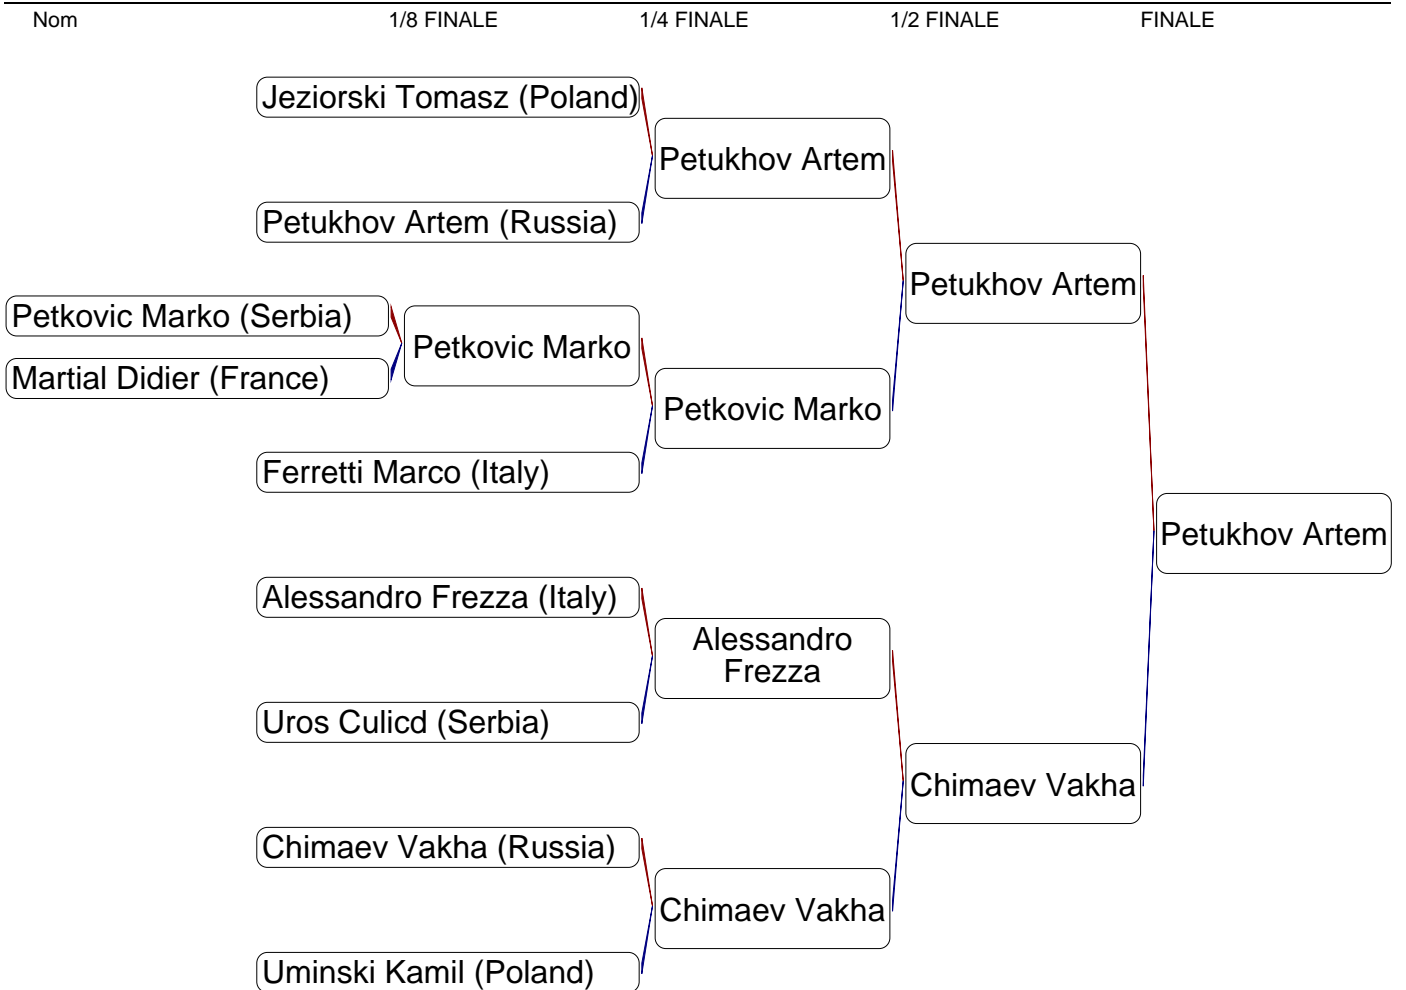 Nom 1/8 FINALE 1/4 FINALE 1/2 FINALE FINALE
Jeziorski Tomasz (Poland)
Petukhov Artem
Petukhov Artem (Russia)
Petukhov Artem
Petkovic Marko (Serbia)
Petkovic Marko
Martial Didier (France)
Petkovic Marko
Ferretti Marco (Italy)
Petukhov Artem
Alessandro Frezza (Italy)
Alessandro
Frezza
Uros Culicd (Serbia)
Chimaev Vakha
Chimaev Vakha (Russia)
Chimaev Vakha
Uminski Kamil (Poland)